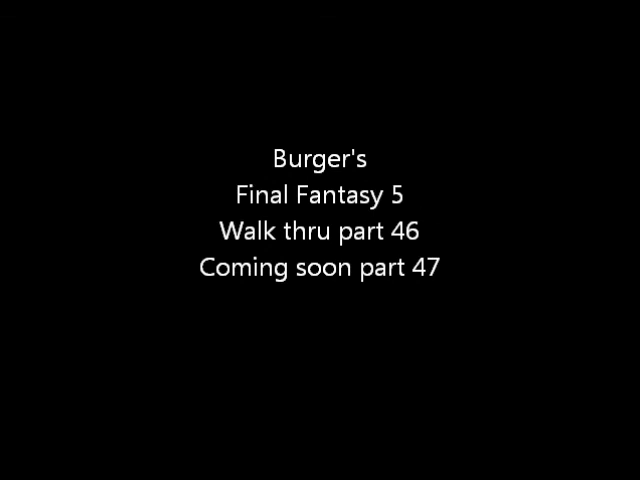 Burger's
Final Fantasy 5
Walk thru part 46
Coming soon part 47